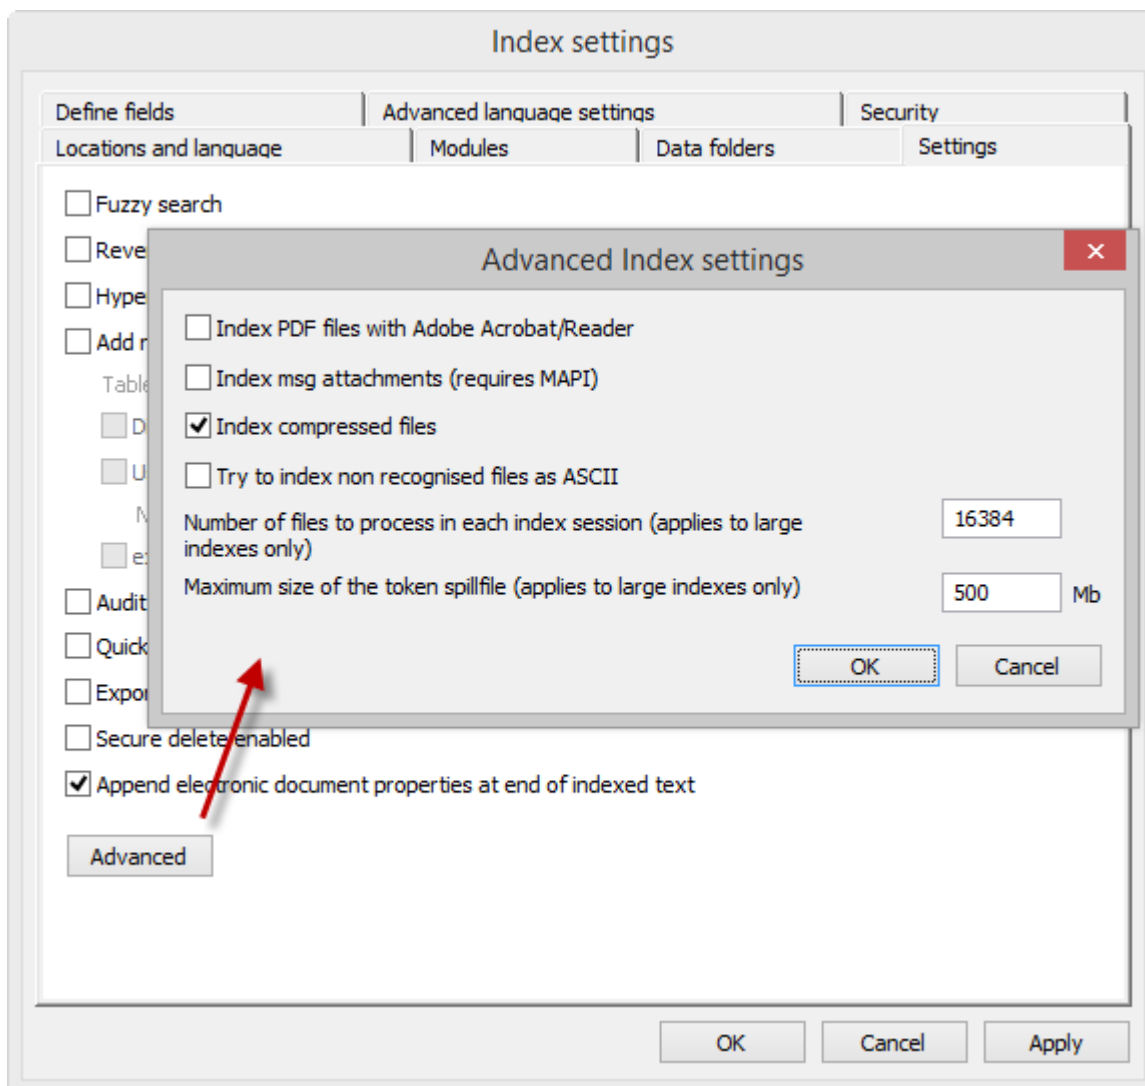 Index settings
Define fields
Advanced language settings
Security
Locations and language
Modules
Data folders
Settings
Fuzzy search
Advanced Index settings
Index PDF files with Adobe Acrobat/Reader
Index msg attachments (requires MAPI)
Index compressed files
Try to index non recognised files as ASCII
Number of files to process in each index session (applies to large
indexes only)
16384
Maximum size of the token spillfile (applies to large indexes only)
500 Mb
OK
Cancel
Add
Table
Audit
Quick
Secure delete enabled
Append electronic document properties at end of indexed text
Advanced
OK
Cancel
Apply